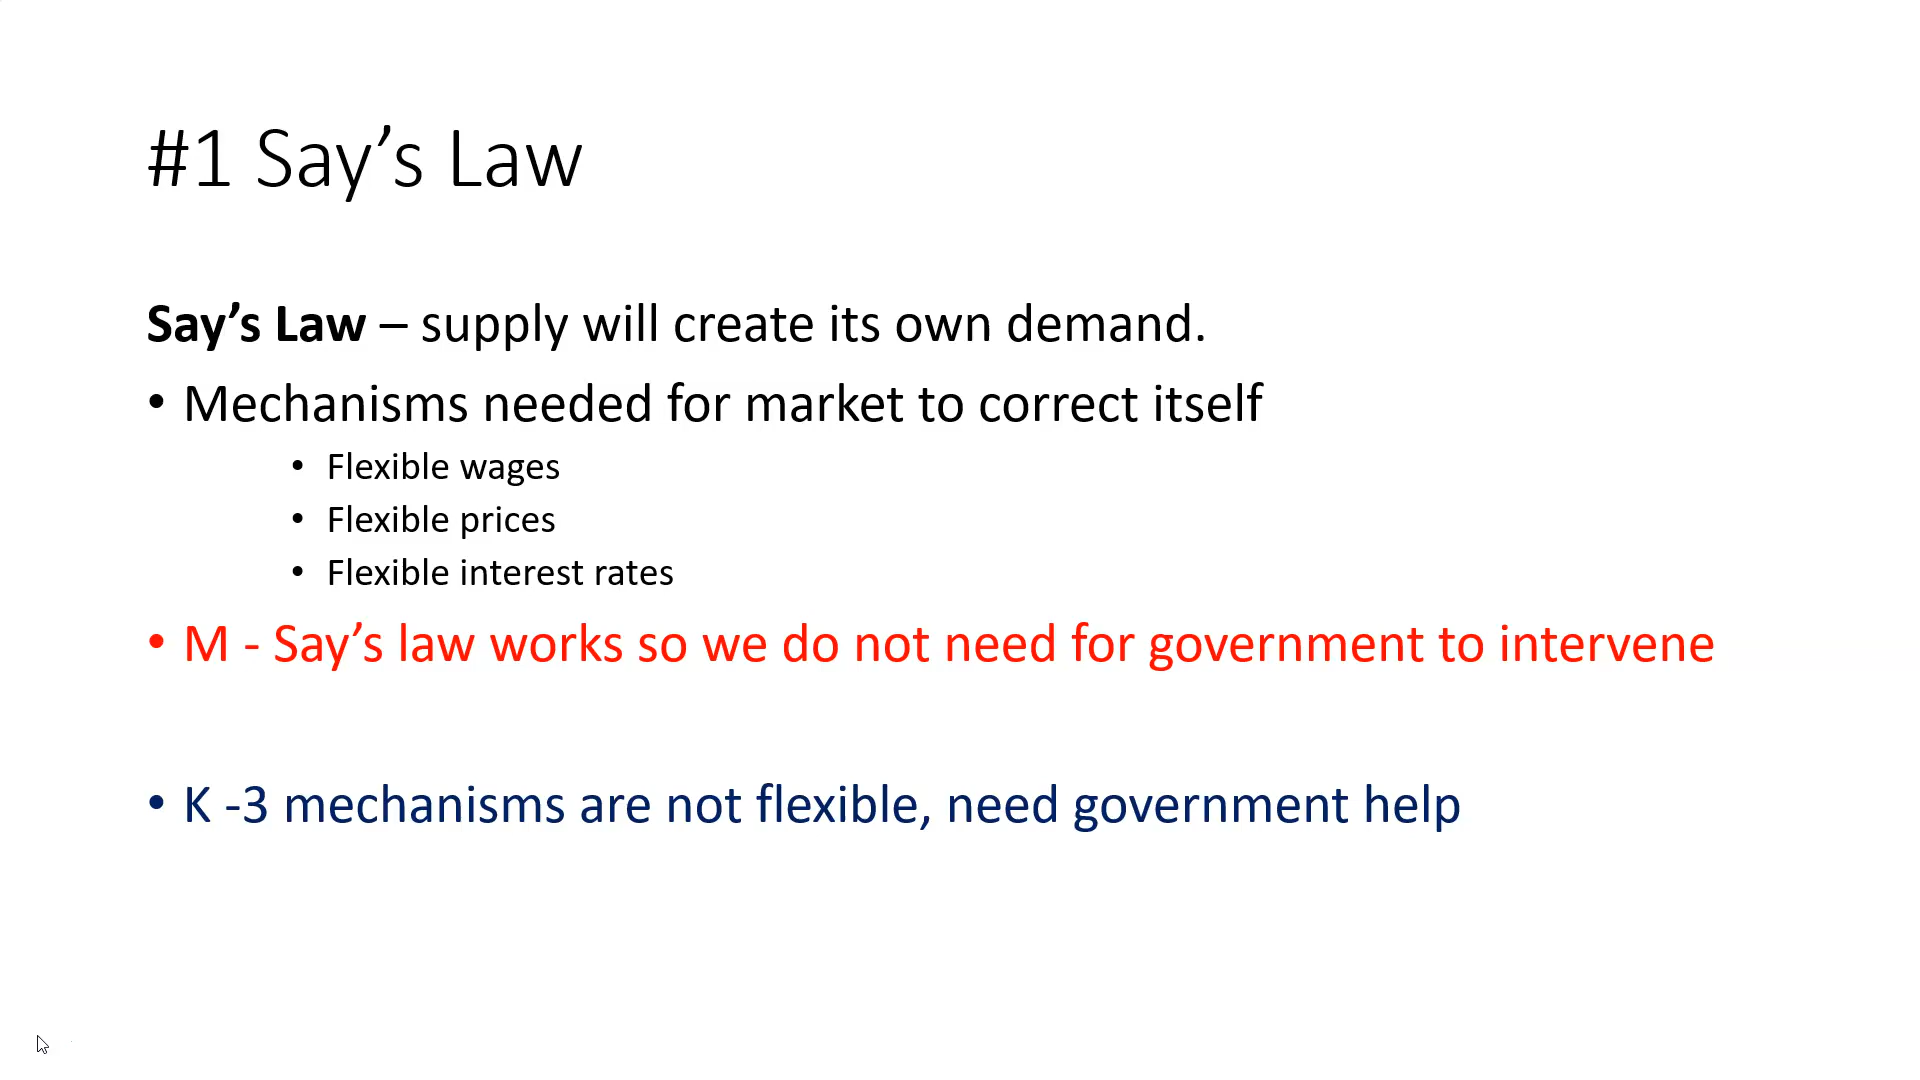 #1 Say’s Law
Say’s Law – supply will create its own demand.
• Mechanisms needed for market to correct itself
• Flexible wages
• Flexible prices
• Flexible interest rates
• M - Say’s law works so we do not need for government to intervene
• K -3 mechanisms are not flexible, need government help